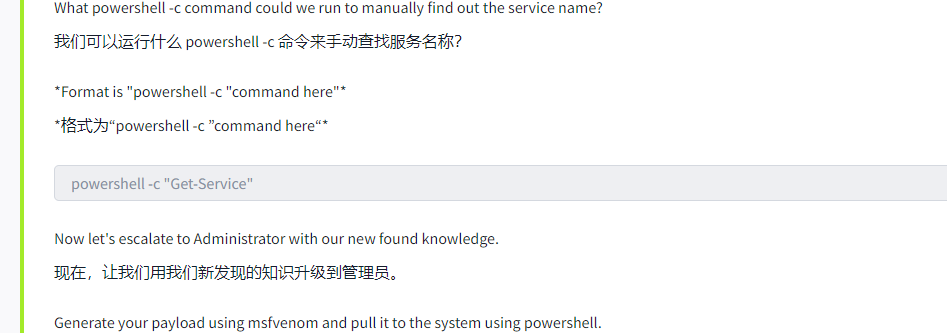 What powershell -c command could we run to manually find out the service name?
我们可以运行什么 powershell -c 命令来手动查找服务名称?
*Format is "powershell -c "command here"*
*格式为“powershell -c ”command here“*
powershell -c "Get-Service"
Now let's escalate to Administrator with our new found knowledge.
现在，让我们用我们新发现的知识升级到管理员。
Generate your payload using msfvenom and pull it to the system using powershell.